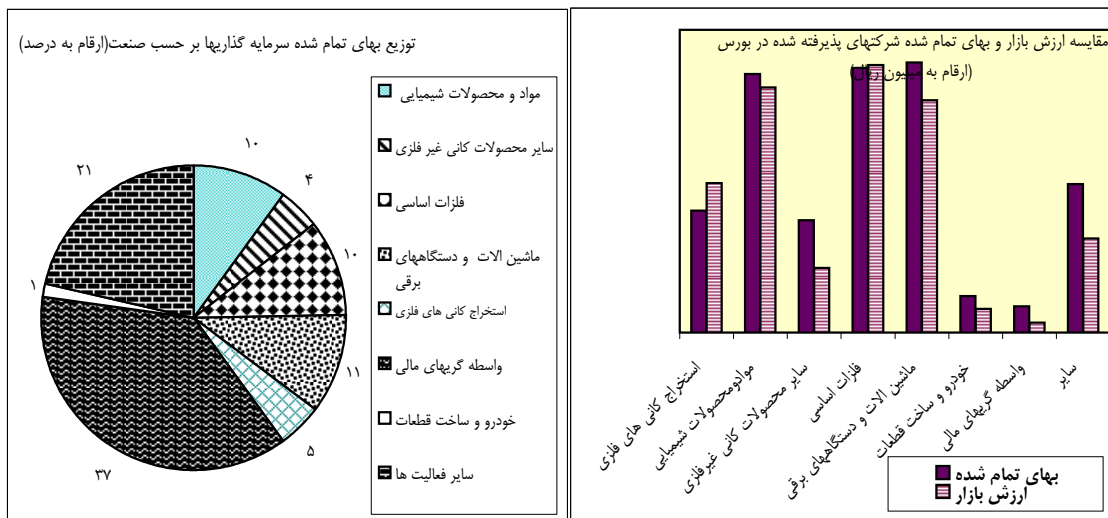 توزیع بهای تمام شده سرمایه گذاریها بر حسب صنعت(ارقام به درصد)
مواد و محصولات شیمیایی
سایر محصولات کانی غیر فلزی
فلزات اساسی
ماشین الات و دستگاههای
برقی
استخراج کانی های فلزی
واسطه گریهای مالی
خودرو و ساخت قطعات
سایر فعالیت ها
۱۰
۴
۱۰
۱۱
۵
۳۷
۱
۲۱
مقایسه ارزش بازار و بهای تمام شده شرکتهای پذیرفته شده در بورس
(ارقام به میلیون ریال)
استخراج کانی های فلزی
موادومحصولات شیمیایی
سایر محصولات کانی غیرفلزی
فلزات اساسی
ماشین الات و دستگاههای برقی
خودرو و ساخت قطعات
واسطه گریهای مالی
سایر
بهای تمام شده
ارزش بازار